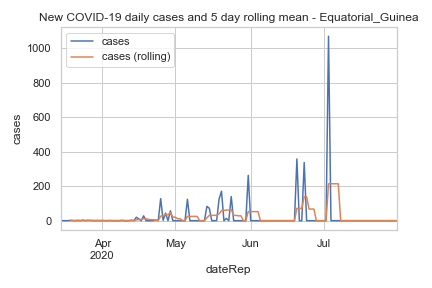 New COVID-19 daily cases and 5 day rolling mean - Equatorial_Guinea
cases
cases (rolling)
1000
800
600
400
200
0
cases
Apr
2020
May
Jun
Jul
dateRep